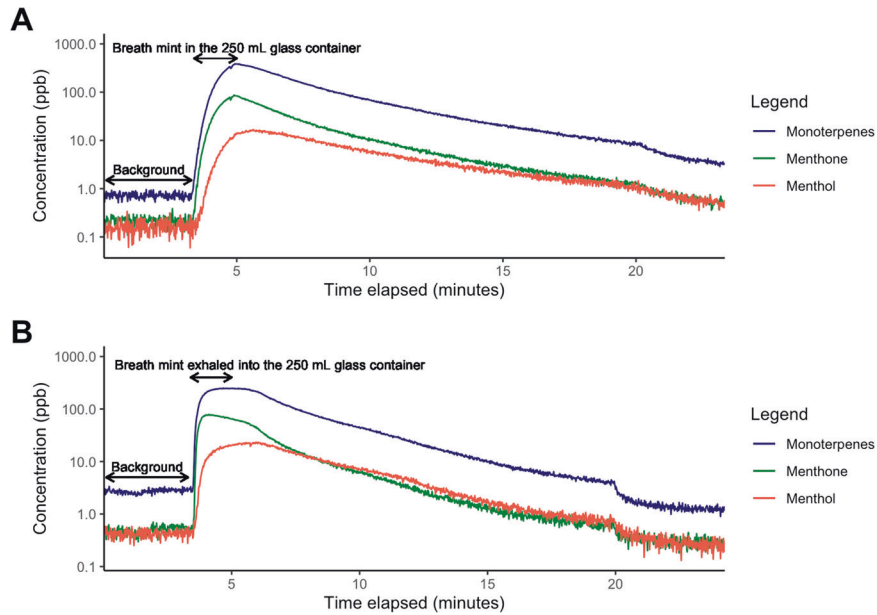 A
Breath mint in the 250 mL glass container
1000.0
100.0
10.0
1.0
0.1
Concentration (ppb)
Background
5
10
15
20
Time elapsed (minutes)
Legend
Monoterpenes
Menthone
Menthol
B
Breath mint exhaled into the 250 mL glass container
1000.0
100.0
10.0
1.0
0.1
Concentration (ppb)
Background
5
10
15
20
Time elapsed (minutes)
Legend
Monoterpenes
Menthone
Menthol